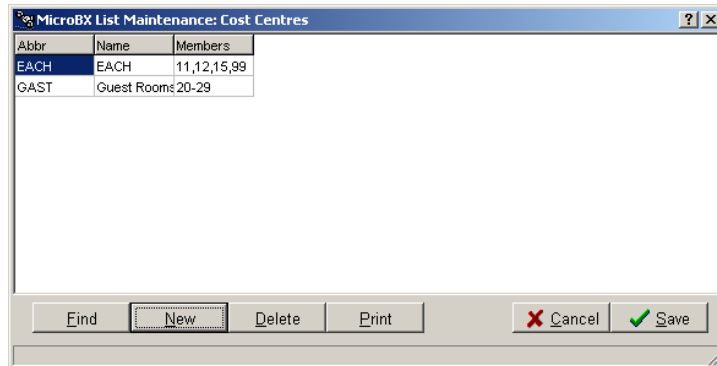 MicroBX List Maintenance: Cost Centres
Abbr Name Members
EACH EACH 11,12,15,99
GAST Guest Rooms 20-29
Find New Delete Print Cancel Save